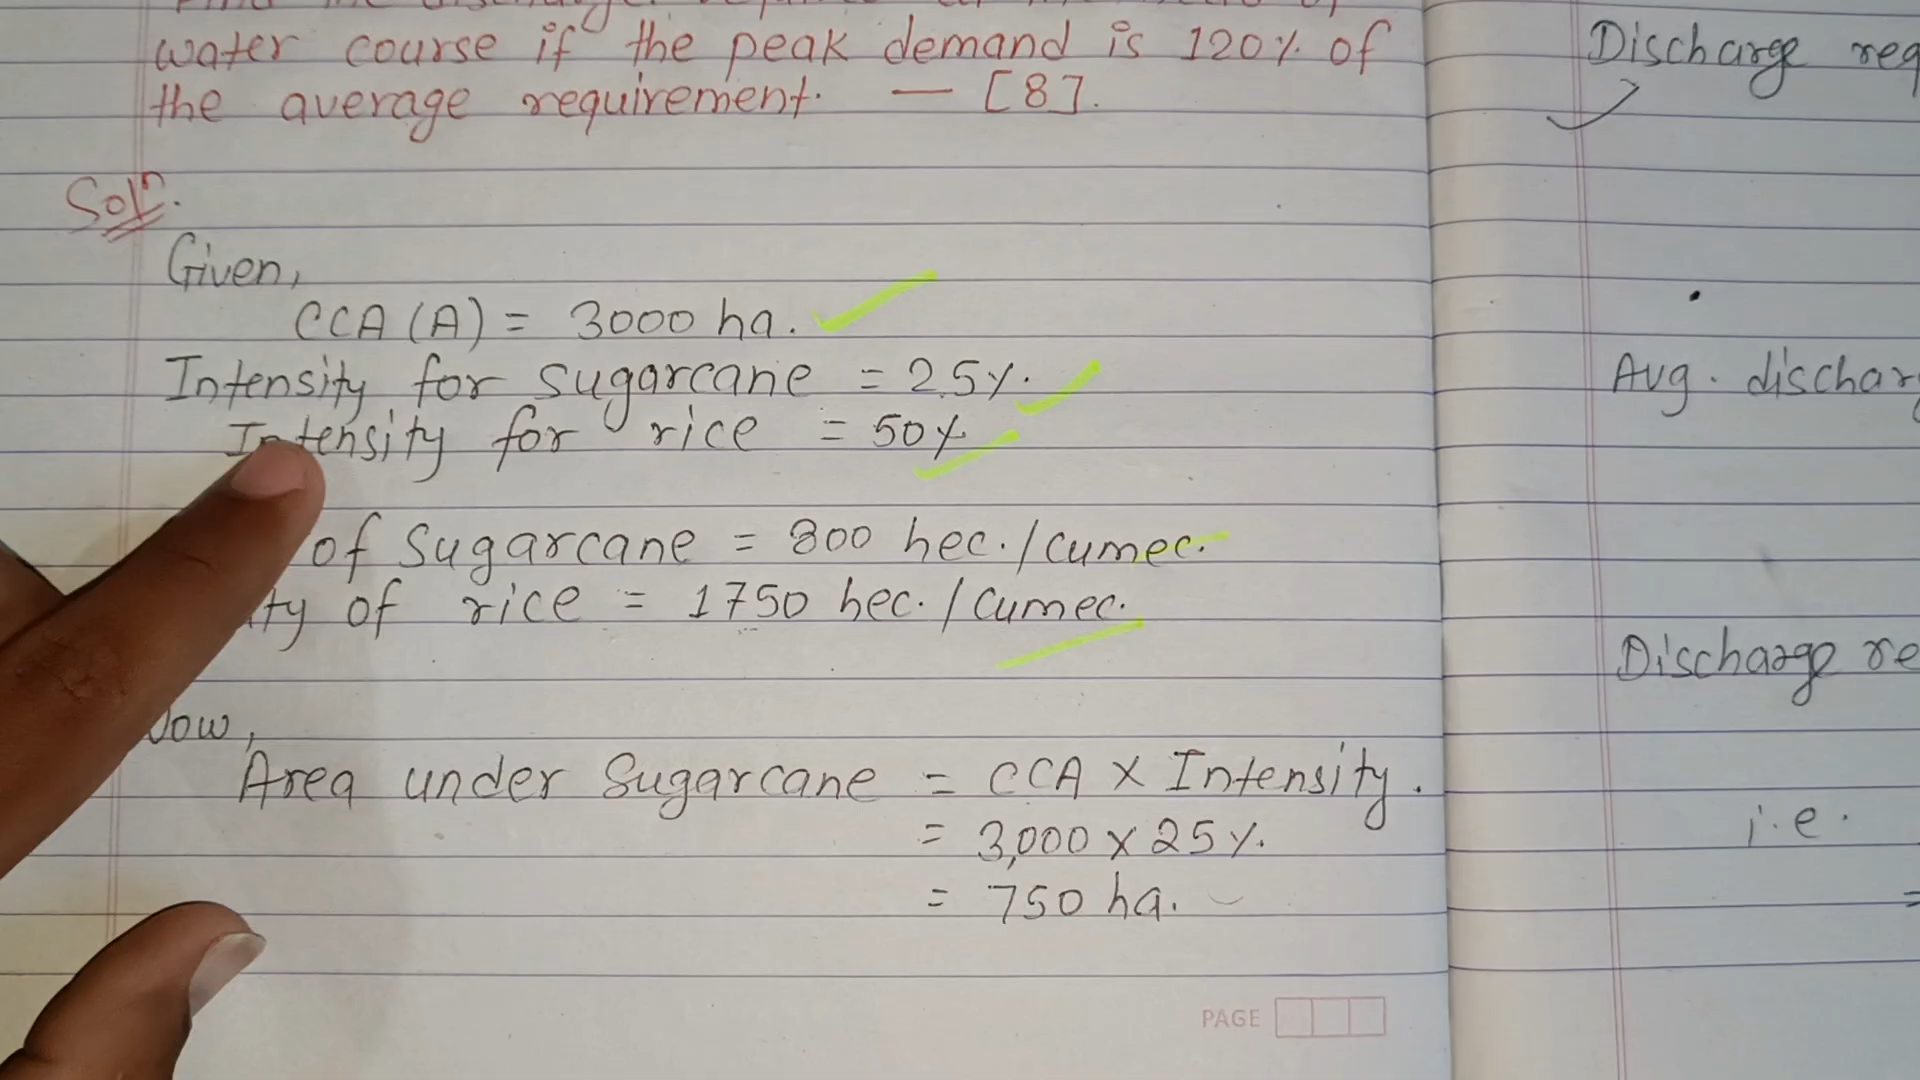 water course if the peak demand is 120% of
the average requirement. — [8].
Solⁿ.
Given,
CCA (A) = 3000 ha.
Intensity for sugarcane = 25%.
Intensity for rice = 50%
of Sugarcane = 800 hec./cumec.
ty of rice = 1750 hec./cumec.
Now,
Area under Sugarcane = CCA X Intensity.
= 3,000 x 25%.
= 750 ha.
PAGE
Discharge req
Avg. dischar
Discharge re
i.e.
=